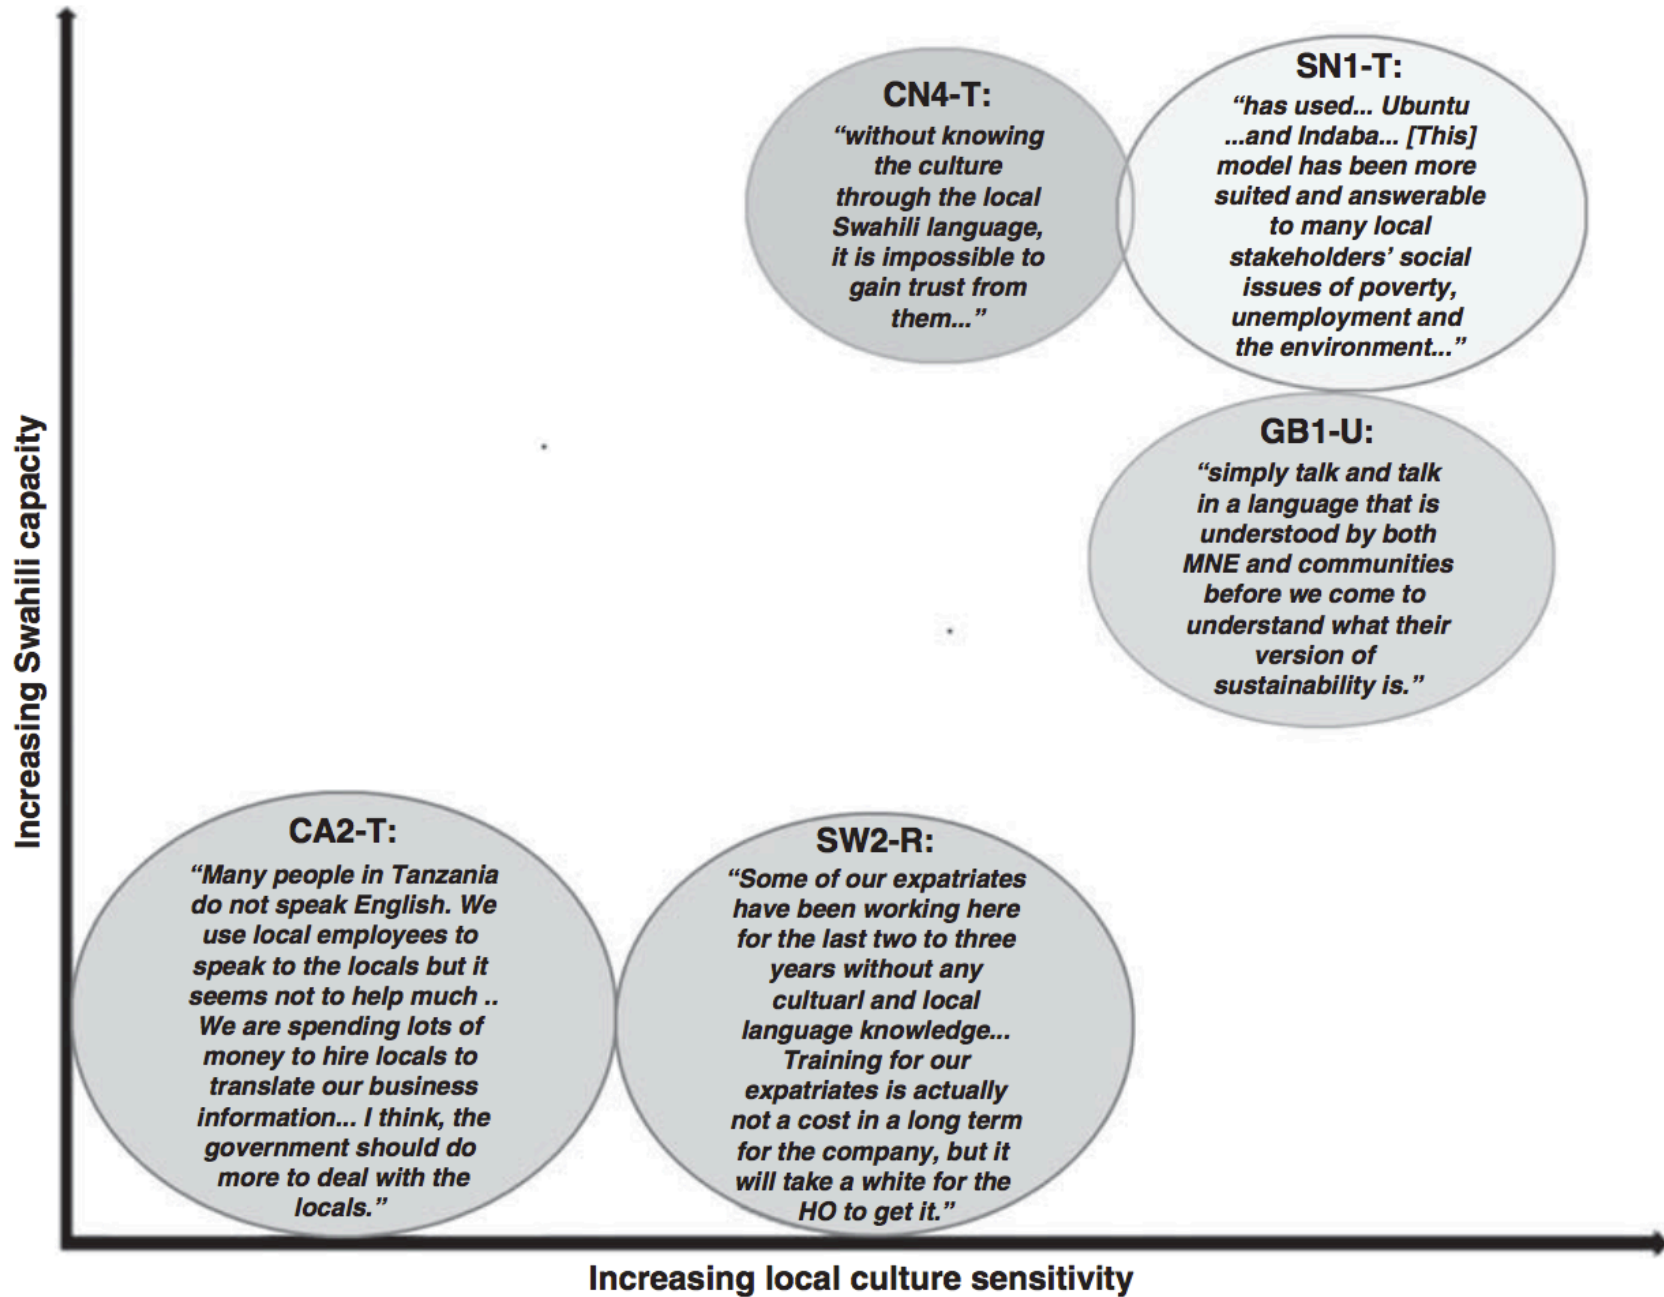 Increasing Swahili capacity
CN4-T:
“without knowing
the culture
through the local
Swahili language,
it is impossible to
gain trust from
them...”
SN1-T:
“has used... Ubuntu
...and Indaba... [This]
model has been more
suited and answerable
to many local
stakeholders’ social
issues of poverty,
unemployment and
the environment...”
GB1-U:
“simply talk and talk
in a language that is
understood by both
MNE and communities
before we come to
understand what their
version of
sustainability is.”
CA2-T:
“Many people in Tanzania
do not speak English. We
use local employees to
speak to the locals but it
seems not to help much ..
We are spending lots of
money to hire locals to
translate our business
information... I think, the
government should do
more to deal with the
locals.”
SW2-R:
“Some of our expatriates
have been working here
for the last two to three
years without any
cultuarl and local
language knowledge...
Training for our
expatriates is actually
not a cost in a long term
for the company, but it
will take a white for the
HO to get it.”
Increasing local culture sensitivity